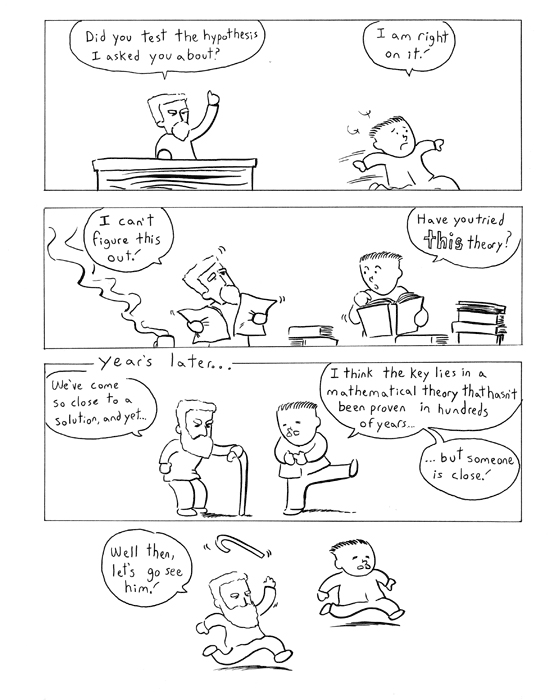 Did you test the hypothesis
I asked you about?
I am right
on it!
I can't
figure this
out!
Have you tried
this theory?
year's later...
We've come
so close to a
solution, and yet...
I think the key lies in a
mathematical theory that hasn't
been proven in hundreds
of years...
...but someone
is close!
Well then,
let's go see
him!